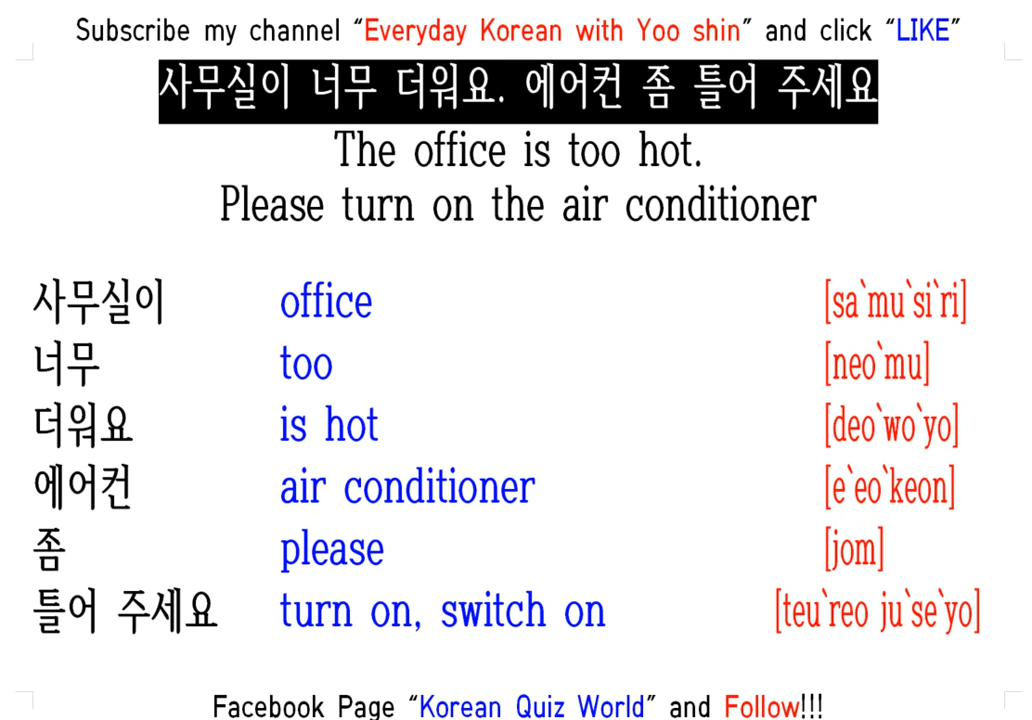 Subscribe my channel “Everyday Korean with Yoo shin” and click “LIKE”
사무실이 너무 더워요. 에어컨 좀 틀어 주세요
The office is too hot.
Please turn on the air conditioner
사무실이 office [sa`mu`si`ri]
너무 too [neo`mu]
더워요 is hot [deo`wo`yo]
에어컨 air conditioner [e`eo`keon]
좀 please [jom]
틀어 주세요 turn on, switch on [teu`reo ju`se`yo]
Facebook Page “Korean Quiz World” and Follow!!!